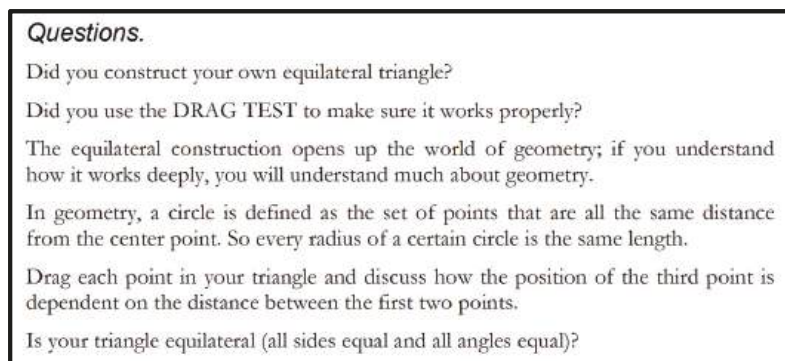 Questions.
Did you construct your own equilateral triangle?
Did you use the DRAG TEST to make sure it works properly?
The equilateral construction opens up the world of geometry; if you understand
how it works deeply, you will understand much about geometry.
In geometry, a circle is defined as the set of points that are all the same distance
from the center point. So every radius of a certain circle is the same length.
Drag each point in your triangle and discuss how the position of the third point is
dependent on the distance between the first two points.
Is your triangle equilateral (all sides equal and all angles equal)?